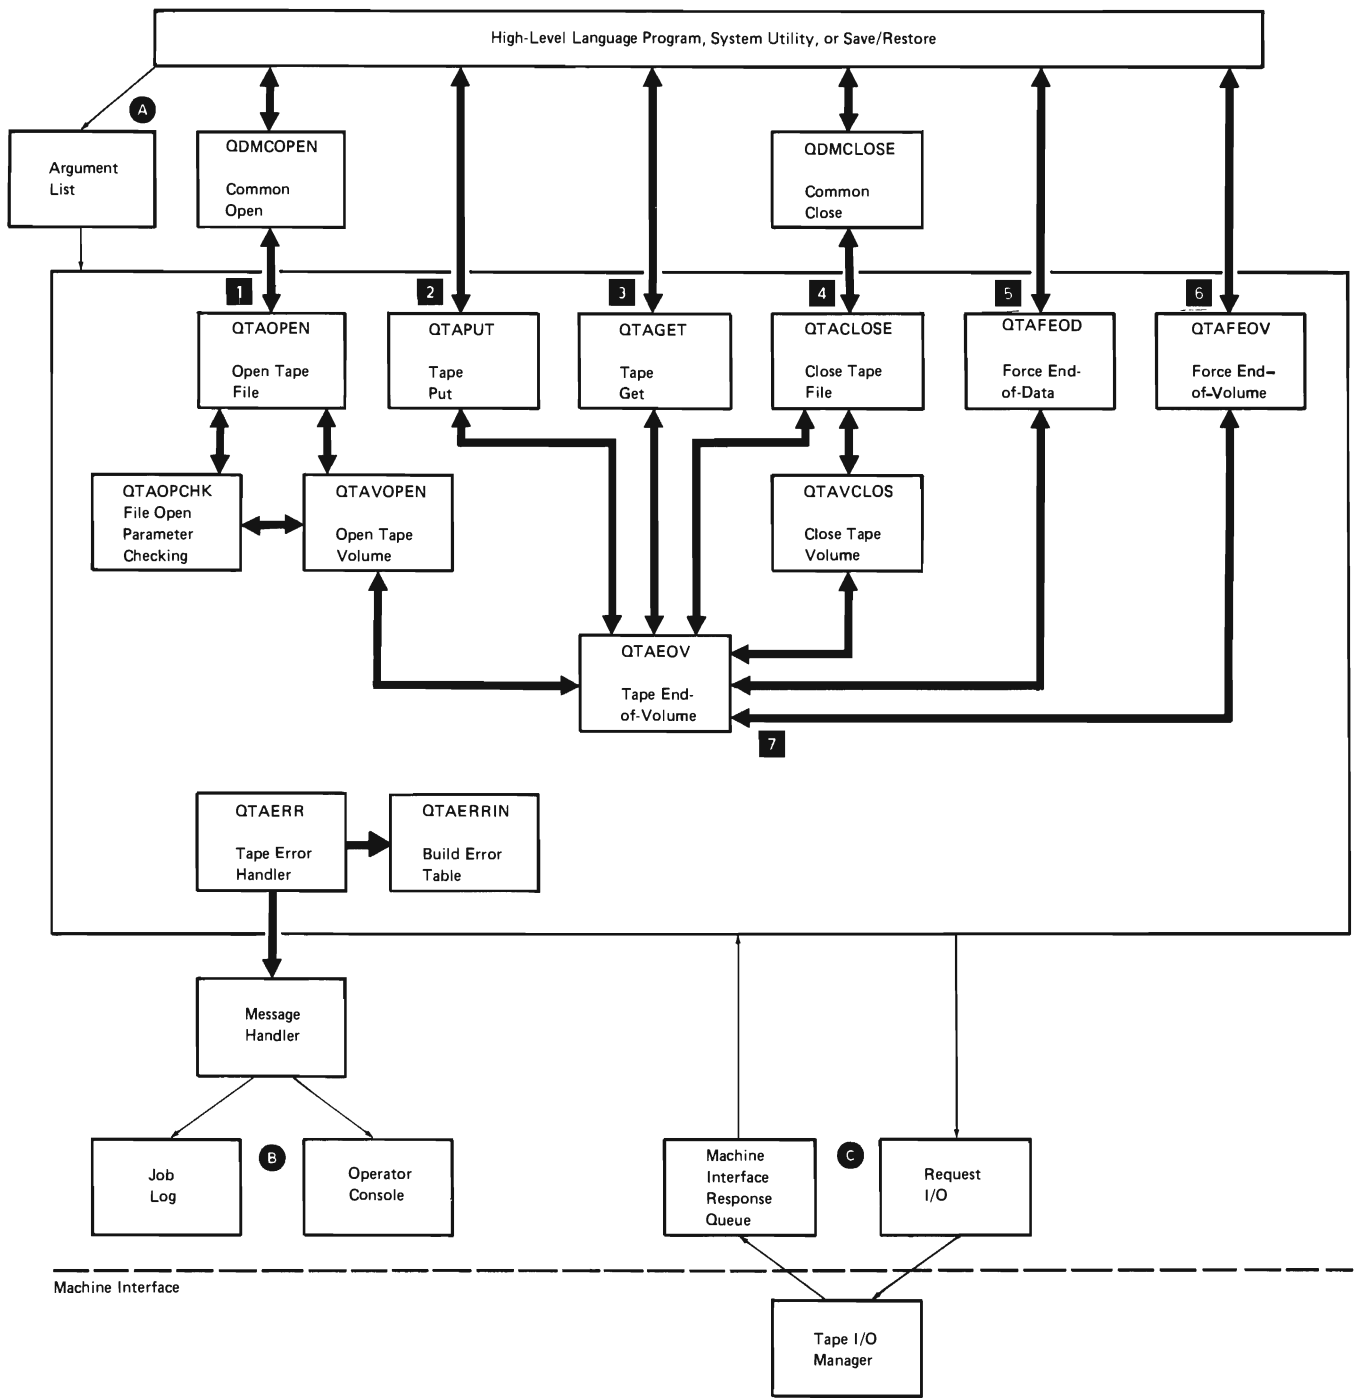 High-Level Language Program, System Utility, or Save/Restore
A
Argument
List
QDMCOPEN
Common
Open
QDMCLOSE
Common
Close
1
2
3
4
5
6
QTAOPEN
Open Tape
File
QTAPUT
Tape
Put
QTAGET
Tape
Get
QTACLOSE
Close Tape
File
QTAFEOD
Force End-
of-Data
QTAFEOV
Force End-
of-Volume
QTAOPCHK
File Open
Parameter
Checking
QTAVOPEN
Open Tape
Volume
QTAVCLOS
Close Tape
Volume
QTAEOV
Tape End-
of-Volume
7
QTAERR
Tape Error
Handler
QTAERRIN
Build Error
Table
Message
Handler
Job
Log
B
Operator
Console
Machine
Interface
Response
Queue
C
Request
I/O
Machine Interface
Tape I/O
Manager